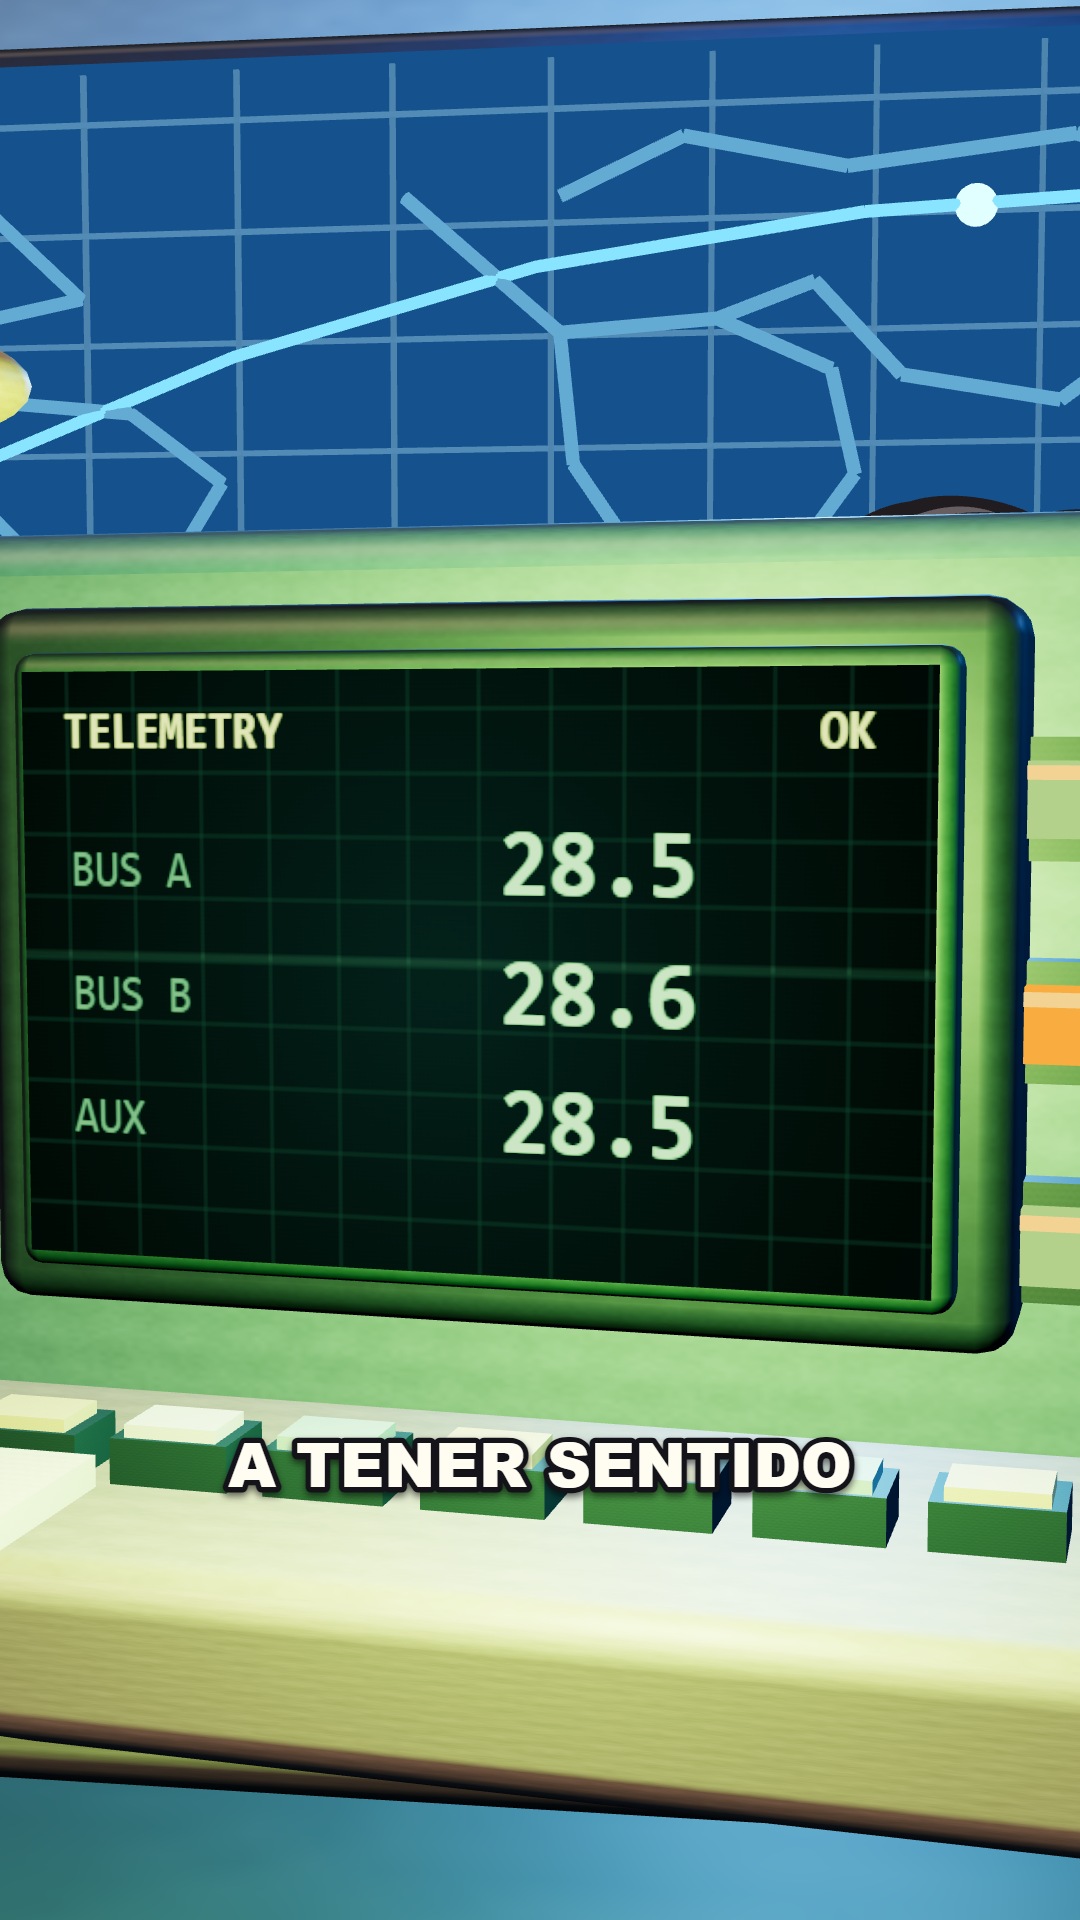 TELEMETRY OK
BUS A 28.5
BUS B 28.6
AUX 28.5
A TENER SENTIDO